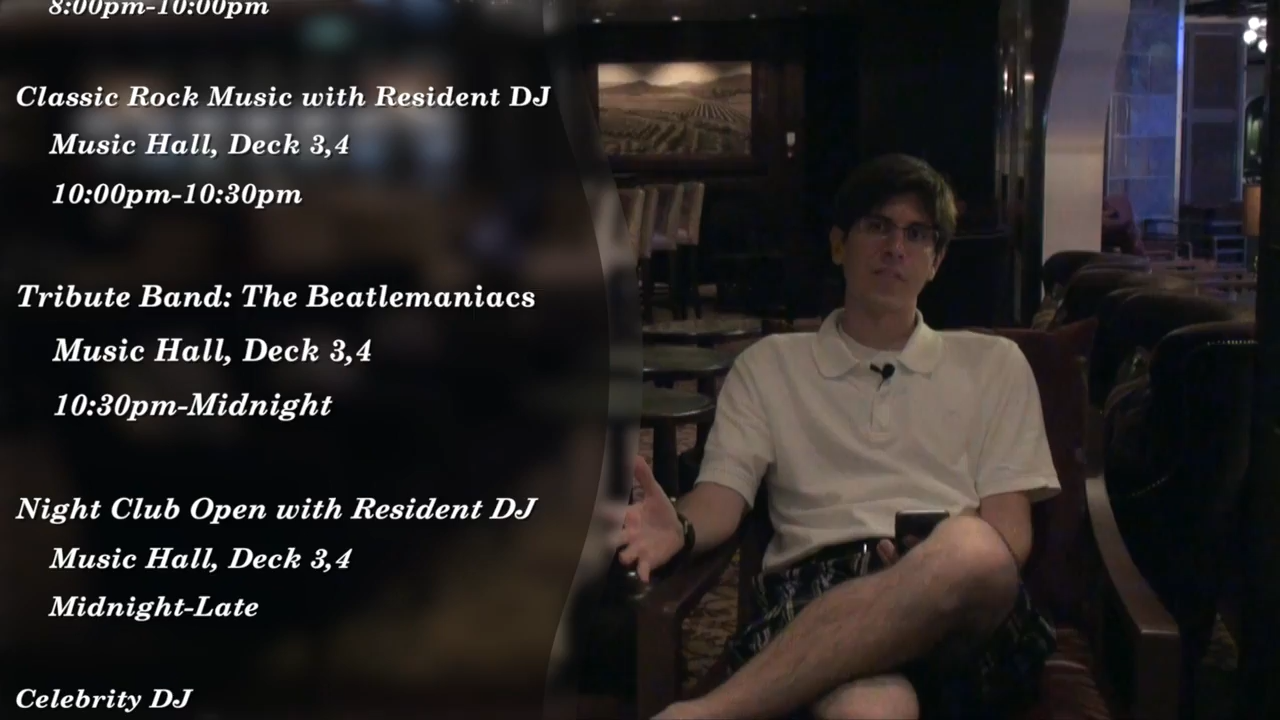 8:00pm-10:00pm
Classic Rock Music with Resident DJ
Music Hall, Deck 3,4
10:00pm-10:30pm
Tribute Band: The Beatlemaniacs
Music Hall, Deck 3,4
10:30pm-Midnight
Night Club Open with Resident DJ
Music Hall, Deck 3,4
Midnight-Late
Celebrity DJ